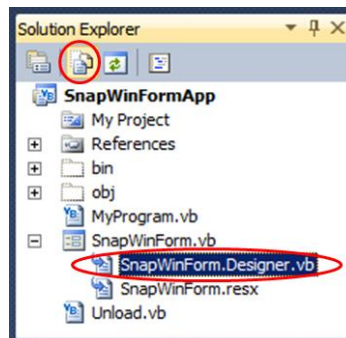 Solution Explorer
SnapWinFormApp
My Project
References
bin
obj
MyProgram.vb
SnapWinForm.vb
SnapWinForm.Designer.vb
SnapWinForm.resx
Unload.vb